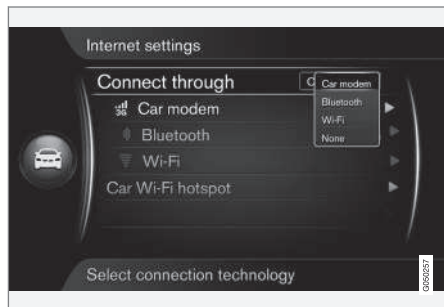 Internet settings
Connect through
C
Car modem
Bluetooth
Wi-Fi
None
3G Car modem
Bluetooth
Wi-Fi
Car Wi-Fi hotspot
Select connection technology
G050257